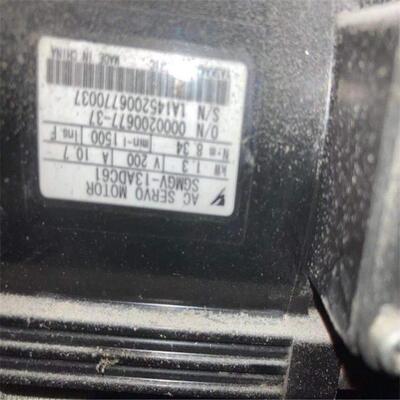 AC SERVO MOTOR
SGMGV-13ADC61
kW 1.3 V 200 A 10.7
N·m 8.34 min-1 1500 Ins F
O/N 0000200677-37
S/N 1A1452006770037
MADE IN CHINA